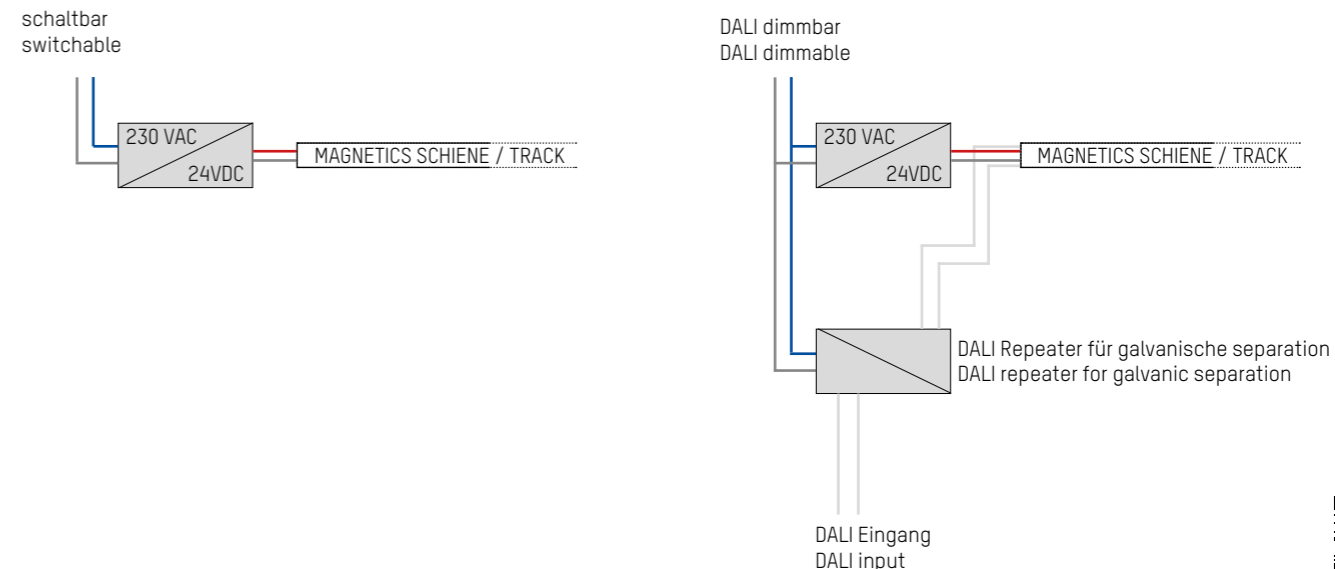 schaltbar
switchable
230 VAC
24VDC
MAGNETICS SCHIENE / TRACK
DALI dimmbar
DALI dimmable
230 VAC
24VDC
MAGNETICS SCHIENE / TRACK
DALI Repeater für galvanische separation
DALI repeater for galvanic separation
DALI Eingang
DALI input